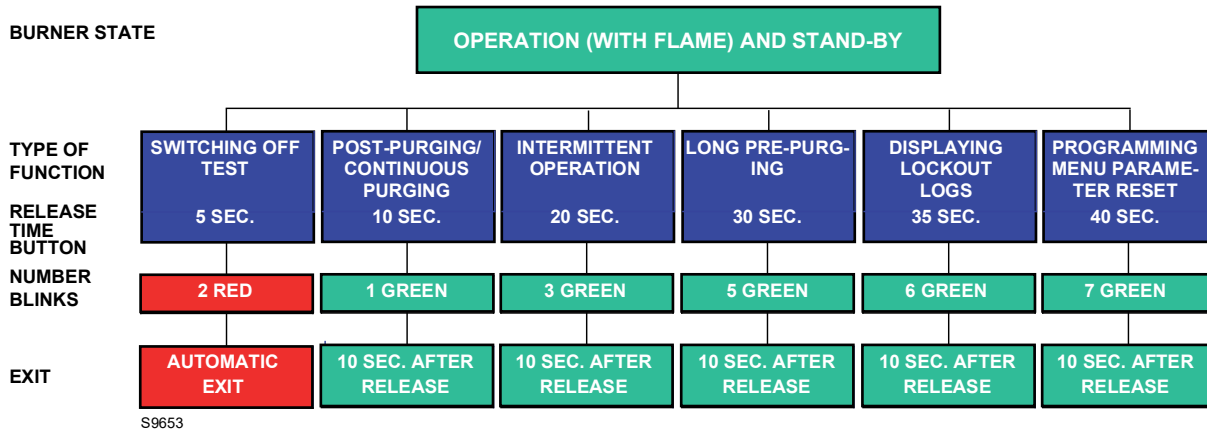 BURNER STATE
OPERATION (WITH FLAME) AND STAND-BY
TYPE OF
FUNCTION
SWITCHING OFF
TEST
POST-PURGING/
CONTINUOUS
PURGING
INTERMITTENT
OPERATION
LONG PRE-PURG-
ING
DISPLAYING
LOCKOUT
LOGS
PROGRAMMING
MENU PARAME-
TER RESET
RELEASE
TIME
BUTTON
5 SEC.
10 SEC.
20 SEC.
30 SEC.
35 SEC.
40 SEC.
NUMBER
BLINKS
2 RED
1 GREEN
3 GREEN
5 GREEN
6 GREEN
7 GREEN
EXIT
AUTOMATIC
EXIT
10 SEC. AFTER
RELEASE
10 SEC. AFTER
RELEASE
10 SEC. AFTER
RELEASE
10 SEC. AFTER
RELEASE
10 SEC. AFTER
RELEASE
S9653